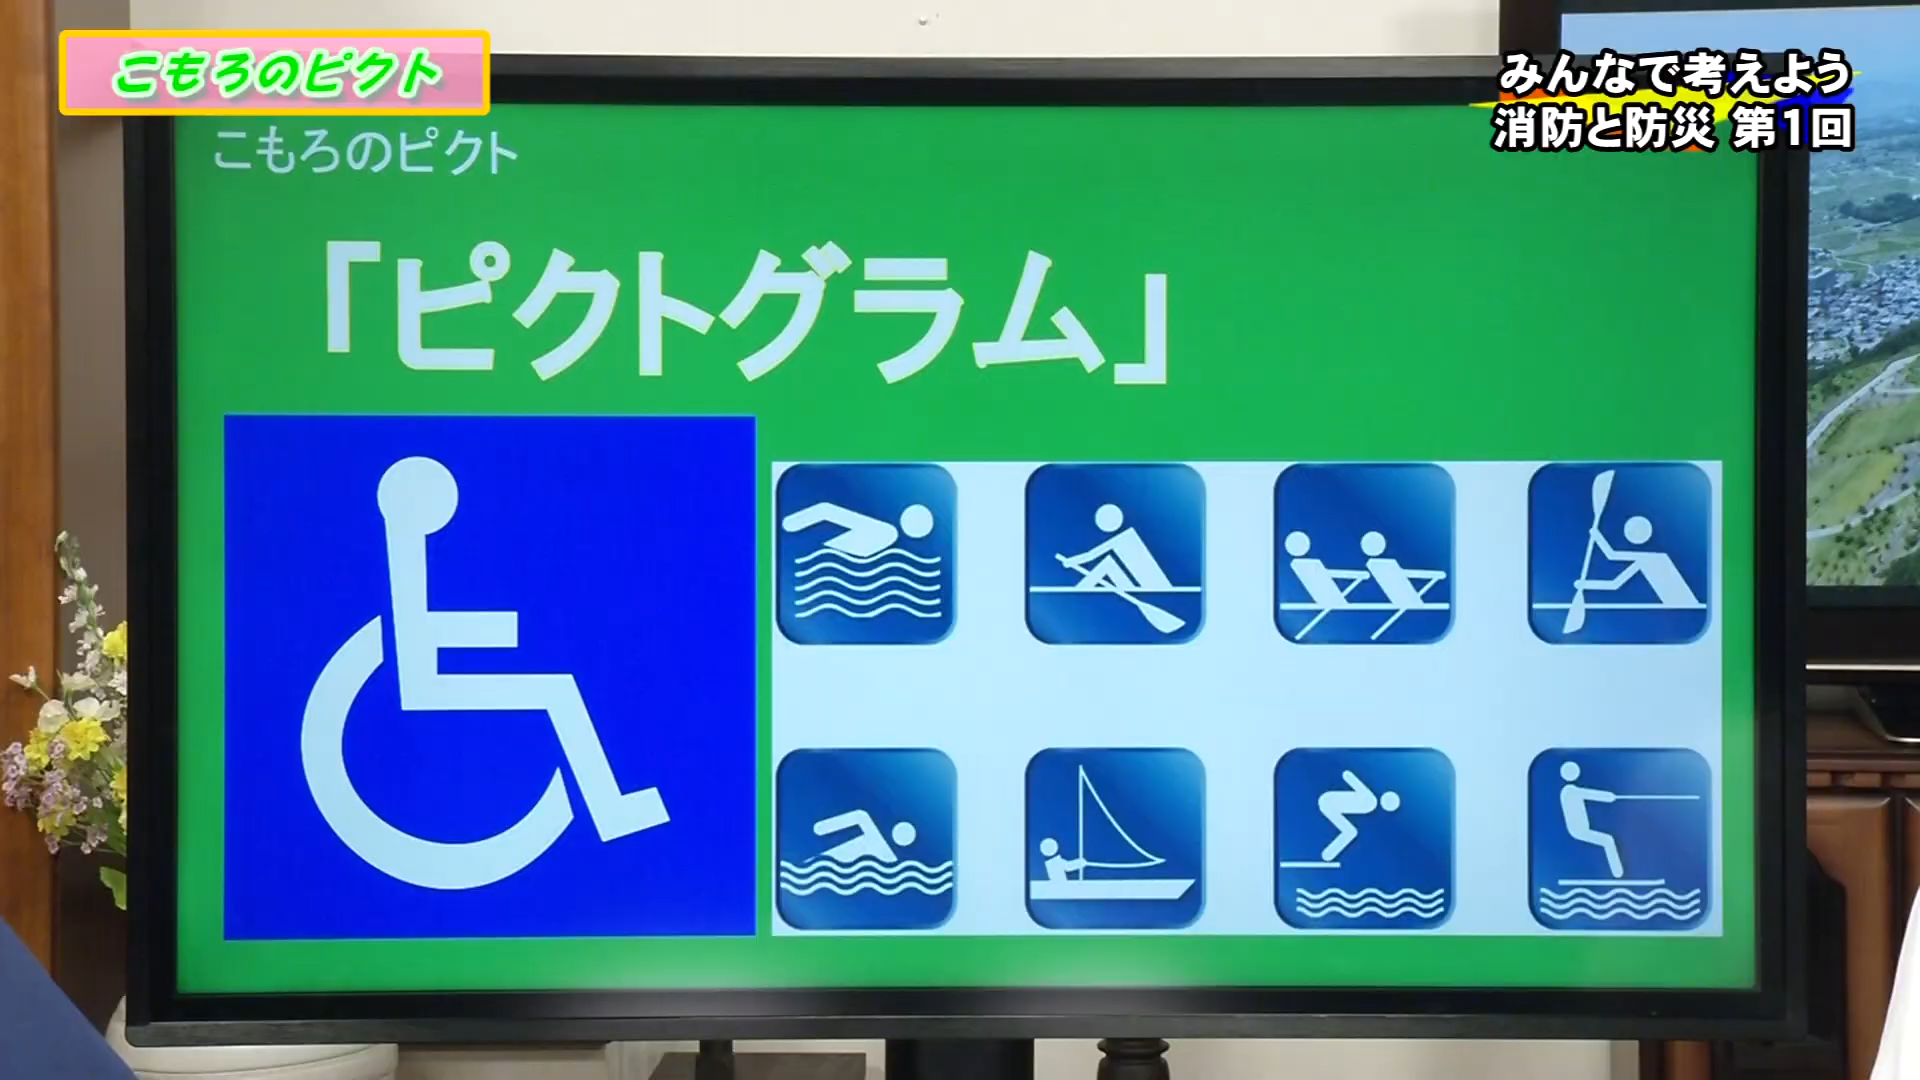 こもろのピクト
みんなで考えよう
消防と防災 第1回
こもろのピクト
「ピクトグラム」